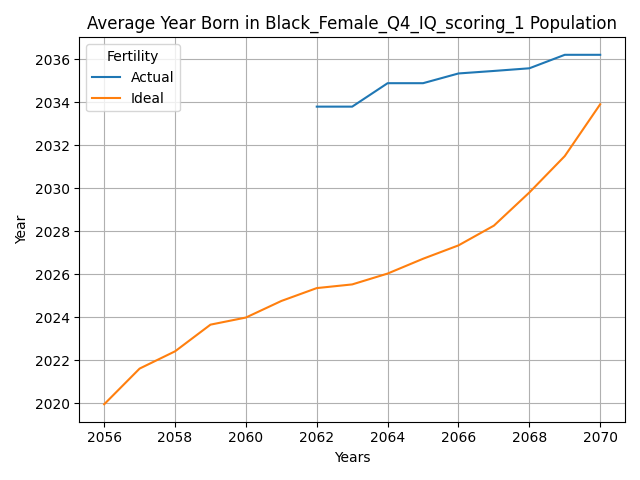 Average Year Born in Black_Female_Q4_IQ_scoring_1 Population
Fertility
Actual
Ideal
2036
2034
2032
2030
2028
2026
2024
2022
2020
Year
2056 2058 2060 2062 2064 2066 2068 2070
Years